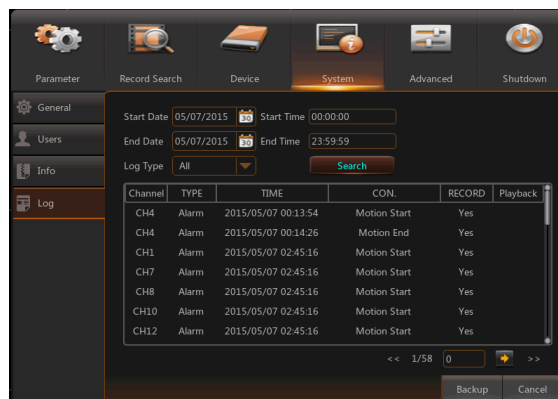 Parameter Record Search Device System Advanced Shutdown
General
Users
Info
Log
Start Date 05/07/2015 30 Start Time 00:00:00
End Date 05/07/2015 30 End Time 23:59:59
Log Type All
Search
Channel TYPE TIME CON. RECORD Playback
CH4 Alarm 2015/05/07 00:13:54 Motion Start Yes
CH4 Alarm 2015/05/07 00:14:26 Motion End Yes
CH1 Alarm 2015/05/07 02:45:16 Motion Start Yes
CH7 Alarm 2015/05/07 02:45:16 Motion Start Yes
CH8 Alarm 2015/05/07 02:45:16 Motion Start Yes
CH10 Alarm 2015/05/07 02:45:16 Motion Start Yes
CH12 Alarm 2015/05/07 02:45:16 Motion Start Yes
<< 1/58 0 >>
Backup Cancel